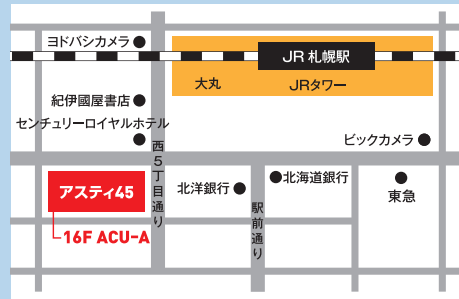 ヨドバシカメラ
JR 札幌駅
大丸
JRタワー
紀伊國屋書店
センチュリーロイヤルホテル
ビックカメラ
西5丁目通り
アスティ45
北洋銀行
北海道銀行
東急
駅前通り
16F ACU-A